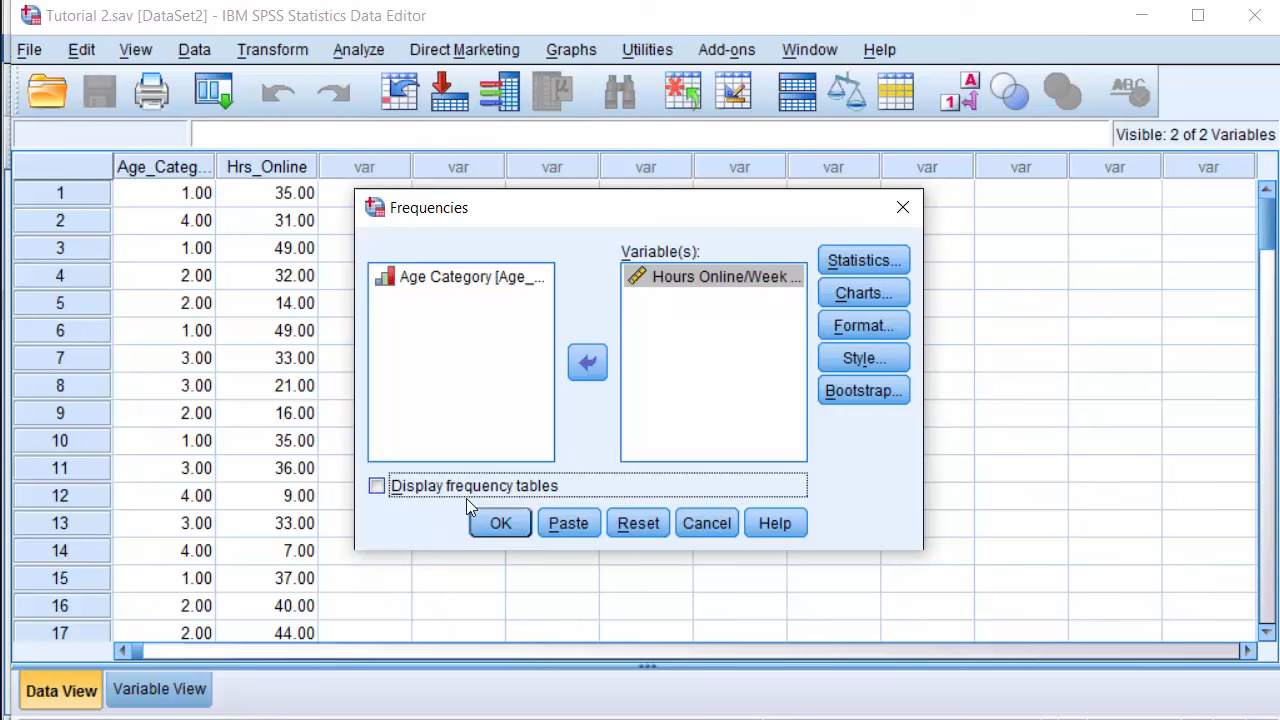 Tutorial 2.sav [DataSet2] - IBM SPSS Statistics Data Editor
File Edit View Data Transform Analyze Direct Marketing Graphs Utilities Add-ons Window Help
Visible: 2 of 2 Variables
Age_Categ... Hrs_Online var var var var var var var var var var
1 1.00 35.00
2 4.00 31.00
3 1.00 49.00
4 2.00 32.00
5 2.00 14.00
6 1.00 49.00
7 3.00 33.00
8 3.00 21.00
9 2.00 16.00
10 1.00 35.00
11 3.00 36.00
12 4.00 9.00
13 3.00 33.00
14 4.00 7.00
15 1.00 37.00
16 2.00 40.00
17 2.00 44.00
Frequencies
Variable(s):
Age Category [Age_...
Hours Online/Week ...
Statistics...
Charts...
Format...
Style...
Bootstrap...
Display frequency tables
OK Paste Reset Cancel Help
Data View Variable View